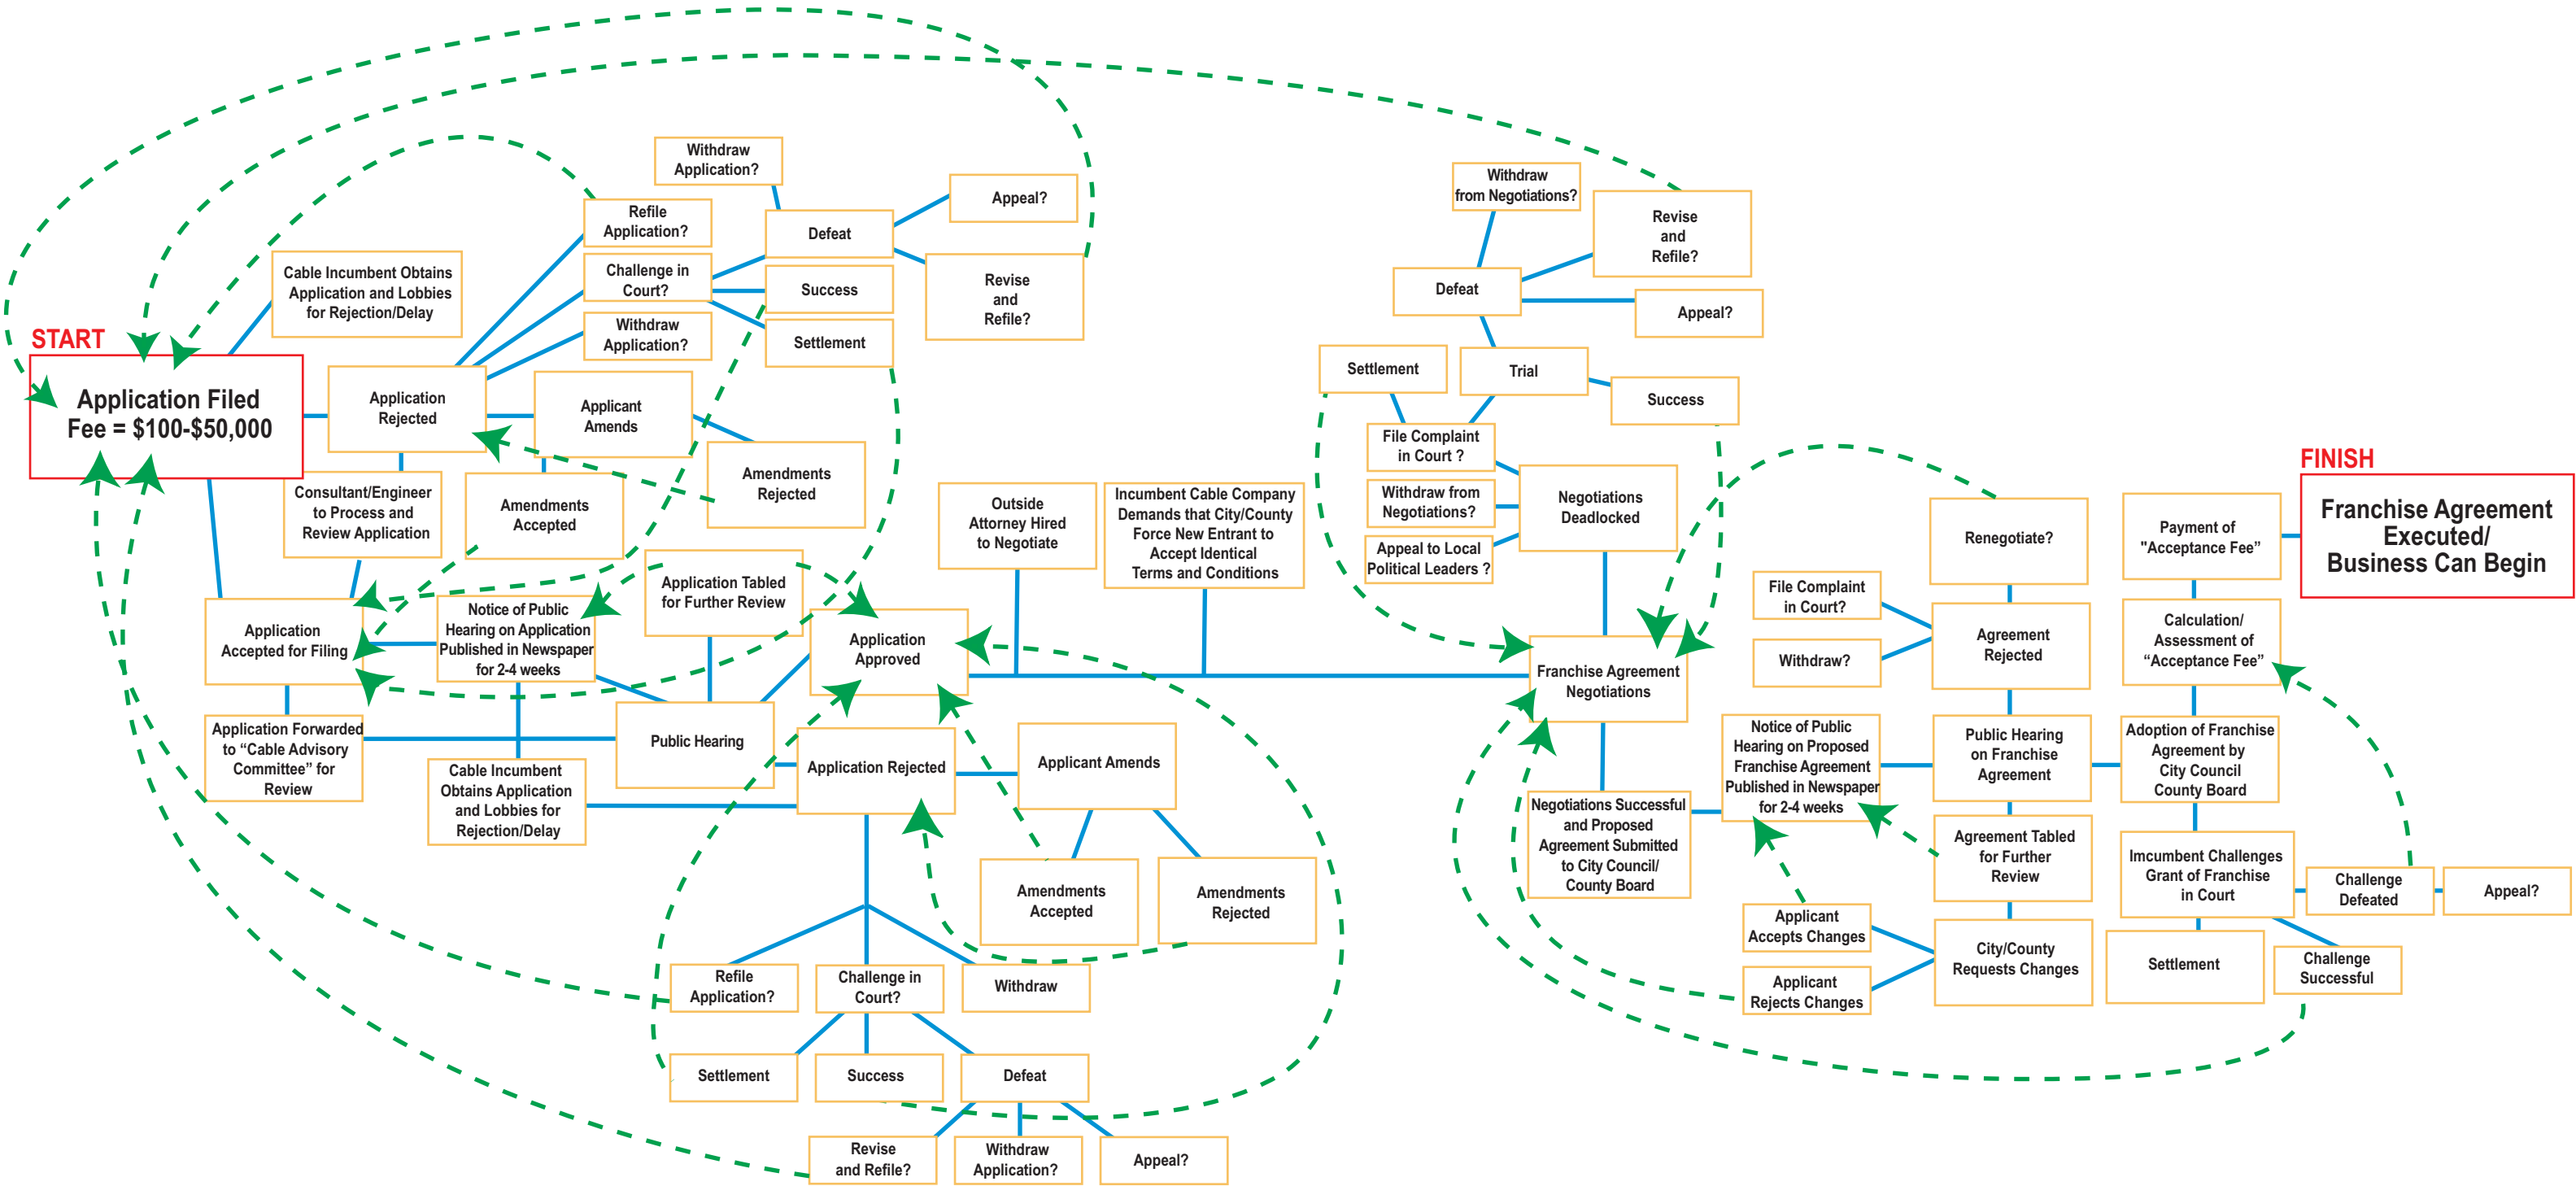 Withdraw
Application?
Appeal?
Refile
Application?
Defeat
Challenge in
Court?
Success
Revise
and
Refile?
Withdraw
Application?
Settlement
Cable Incumbent Obtains
Application and Lobbies
for Rejection/Delay
START
Application Filed
Fee = $100-$50,000
Application
Rejected
Applicant
Amends
Amendments
Rejected
Consultant/Engineer
to Process and
Review Application
Amendments
Accepted
Application
Accepted for Filing
Notice of Public
Hearing on Application
Published in Newspaper
for 2-4 weeks
Application Tabled
for Further Review
Application
Approved
Outside
Attorney Hired
to Negotiate
Incumbent Cable Company
Demands that City/County
Force New Entrant to
Accept Identical
Terms and Conditions
Application Forwarded
to “Cable Advisory
Committee” for
Review
Public Hearing
Cable Incumbent
Obtains Application
and Lobbies for
Rejection/Delay
Application Rejected
Applicant Amends
Amendments
Accepted
Amendments
Rejected
Refile
Application?
Challenge in
Court?
Withdraw
Settlement
Success
Defeat
Revise
and Refile?
Withdraw
Application?
Appeal?
Withdraw
from Negotiations?
Revise
and
Refile?
Defeat
Appeal?
Settlement
Trial
Success
File Complaint
in Court ?
Withdraw from
Negotiations?
Appeal to Local
Political Leaders ?
Negotiations
Deadlocked
Franchise Agreement
Negotiations
Negotiations Successful
and Proposed
Agreement Submitted
to City Council/
County Board
Notice of Public
Hearing on Proposed
Franchise Agreement
Published in Newspaper
for 2-4 weeks
File Complaint
in Court?
Withdraw?
Renegotiate?
Agreement
Rejected
Public Hearing
on Franchise
Agreement
Agreement Tabled
for Further
Review
City/County
Requests Changes
Applicant
Accepts Changes
Applicant
Rejects Changes
Payment of
"Acceptance Fee”
Calculation/
Assessment of
“Acceptance Fee”
Adoption of Franchise
Agreement by
City Council
County Board
Imcumbent Challenges
Grant of Franchise
in Court
Challenge
Defeated
Appeal?
Settlement
Challenge
Successful
FINISH
Franchise Agreement
Executed/
Business Can Begin